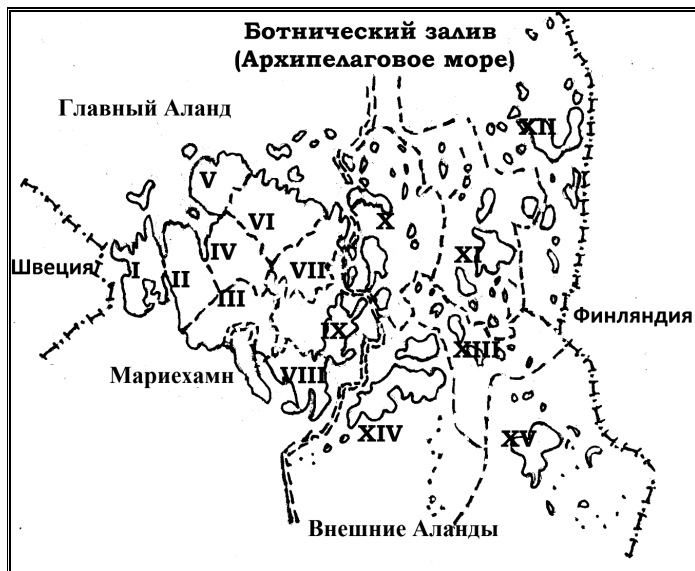 Ботнический залив
(Архипелаговое море)
Главный Аланд
XII
V
VI
X
IV
XI
Швеция
I
II
VII
III
IX
Финляндия
XIII
Мариехамн
VIII
XIV
XV
Внешние Аланды